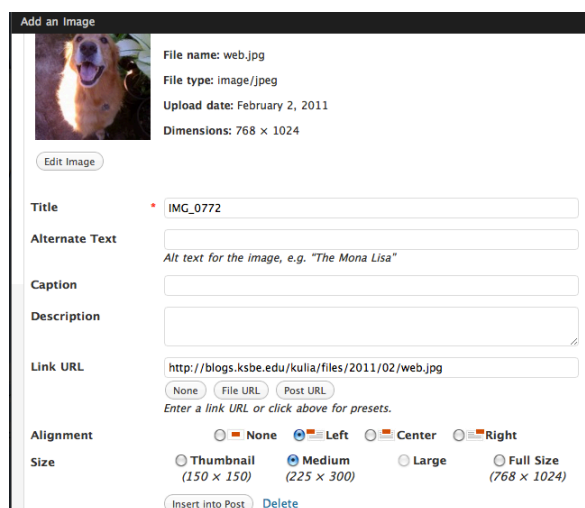 Add an Image
File name: web.jpg
File type: image/jpeg
Upload date: February 2, 2011
Dimensions: 768 × 1024
Edit Image
Title * IMG_0772
Alternate Text
Alt text for the image, e.g. "The Mona Lisa"
Caption
Description
Link URL http://blogs.ksbe.edu/kulia/files/2011/02/web.jpg
None File URL Post URL
Enter a link URL or click above for presets.
Alignment None Left Center Right
Size Thumbnail Medium Large Full Size
(150 × 150) (225 × 300) (768 × 1024)
Insert into Post Delete